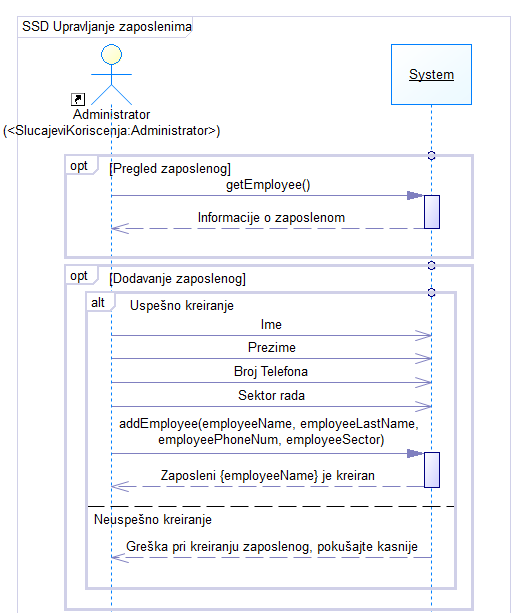 SSD Upravljanje zaposlenima
System
Administrator
(<SlucajeviKoriscenja:Administrator>)
opt
[Pregled zaposlenog]
getEmployee()
Informacije o zaposlenom
opt
[Dodavanje zaposlenog]
alt
Uspešno kreiranje
Ime
Prezime
Broj Telefona
Sektor rada
addEmployee(employeeName, employeeLastName,
employeePhoneNum, employeeSector)
Zaposleni {employeeName} je kreiran
Neuspešno kreiranje
Greška pri kreiranju zaposlenog, pokušajte kasnije